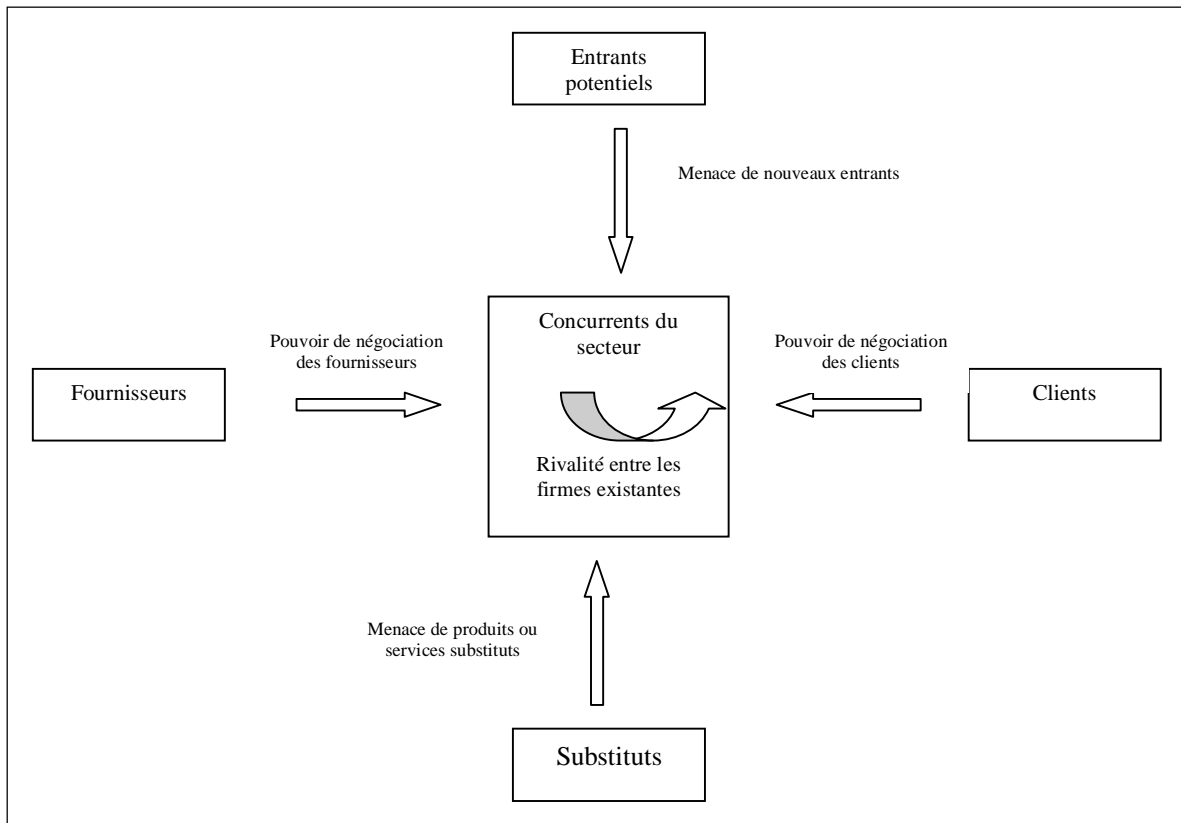 Entrants
potentiels
Menace de nouveaux entrants
Concurrents du
secteur
Pouvoir de négociation
des fournisseurs
Pouvoir de négociation
des clients
Fournisseurs
Clients
Rivalité entre les
firmes existantes
Menace de produits ou
services substituts
Substituts